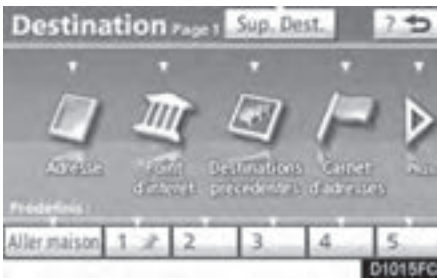 Destination Page 1 Sup. Dest. ?
Adresse Point Destinations Carnet Plus
d'intérêt précédentes d'adresses
Prédéfinis :
Aller maison 1 2 3 4 5
D1015FC